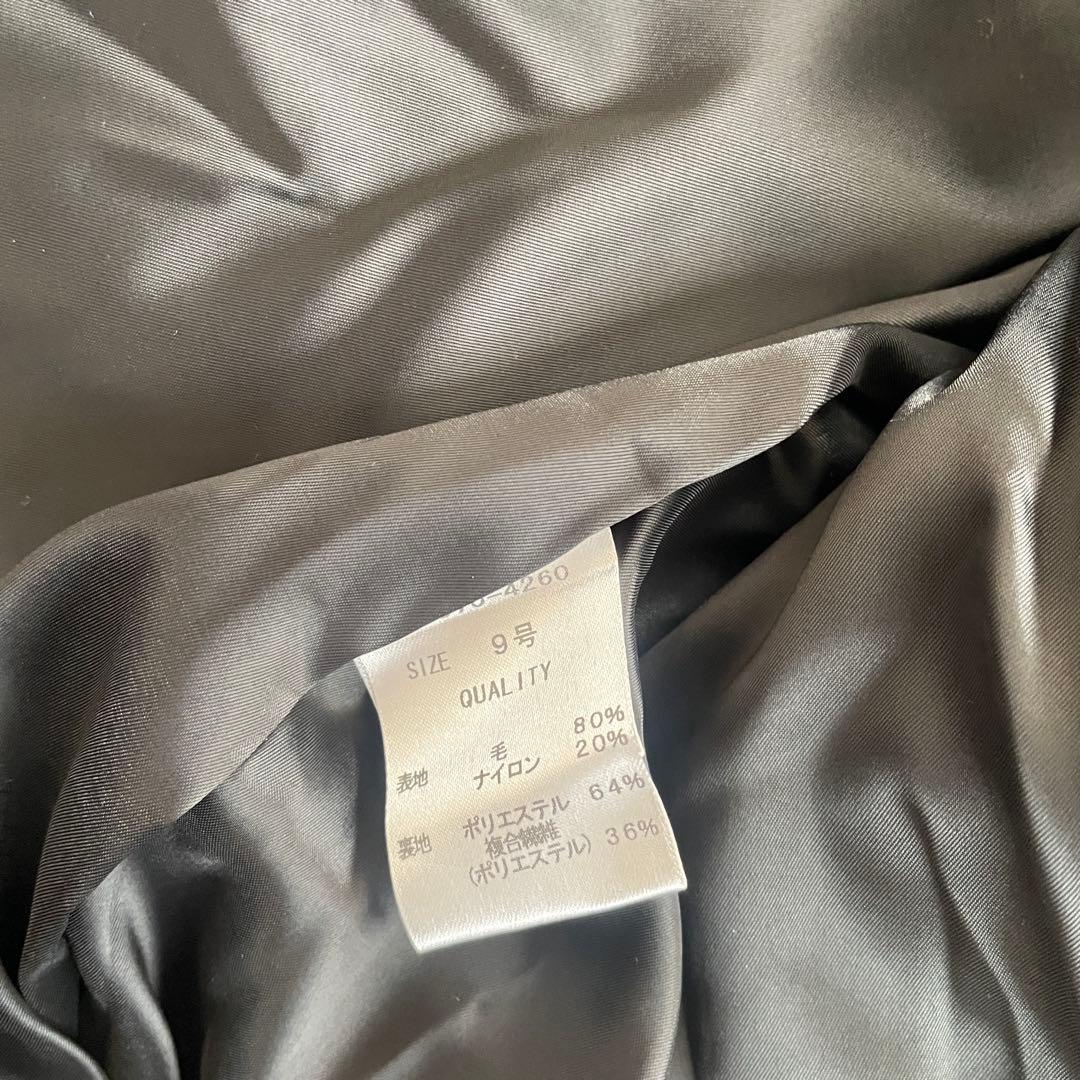 -4260
SIZE 9号
QUALITY
表地 毛 80%
ナイロン 20%
裏地 ポリエステル 64%
複合繊維
(ポリエステル) 36%